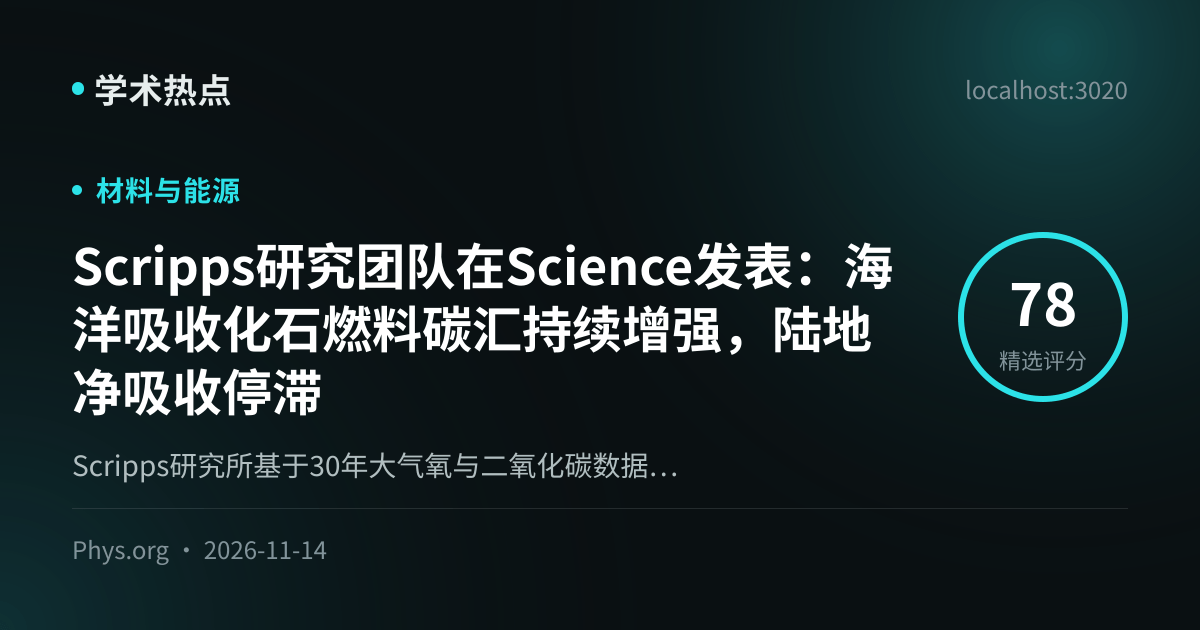 学术热点
localhost:3020
材料与能源
Scripps研究团队在Science发表：海
洋吸收化石燃料碳汇持续增强，陆地
净吸收停滞
78
精选评分
Scripps研究所基于30年大气氧与二氧化碳数据…
Phys.org • 2026-11-14